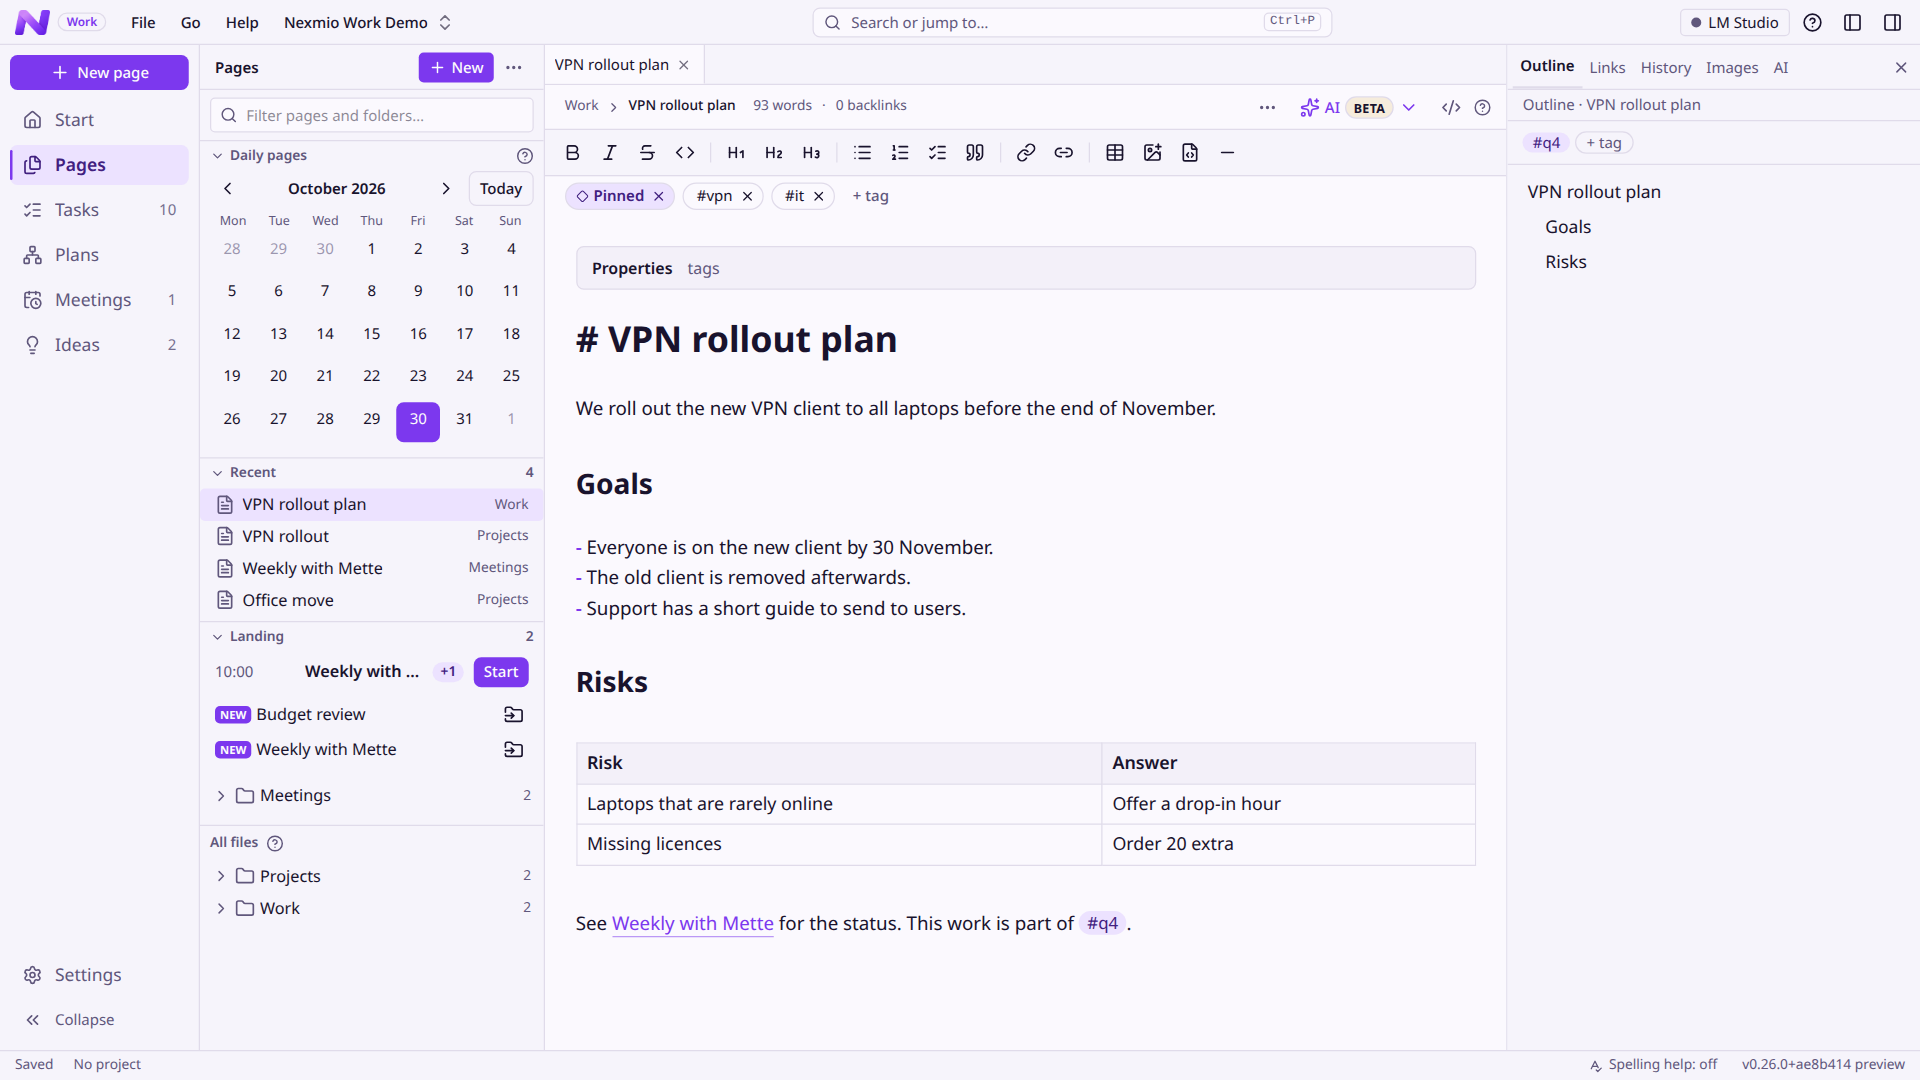 Work File Go Help Nexmio Work Demo Search or jump to... Ctrl+P LM Studio
New page
Start
Pages
Tasks 10
Plans
Meetings 1
Ideas 2
Settings
Collapse
Pages New
Filter pages and folders...
Daily pages
October 2026 Today
Mon Tue Wed Thu Fri Sat Sun
28 29 30 1 2 3 4
5 6 7 8 9 10 11
12 13 14 15 16 17 18
19 20 21 22 23 24 25
26 27 28 29 30 31 1
Recent 4
VPN rollout plan Work
VPN rollout Projects
Weekly with Mette Meetings
Office move Projects
Landing 2
10:00 Weekly with ... +1 Start
NEW Budget review
NEW Weekly with Mette
Meetings 2
All files
Projects 2
Work 2
VPN rollout plan
Work > VPN rollout plan 93 words · 0 backlinks AI BETA
B I S H1 H2 H3
Pinned #vpn #it + tag
Properties tags
# VPN rollout plan
We roll out the new VPN client to all laptops before the end of November.
Goals
- Everyone is on the new client by 30 November.
- The old client is removed afterwards.
- Support has a short guide to send to users.
Risks
Risk Answer
Laptops that are rarely online Offer a drop-in hour
Missing licences Order 20 extra
See Weekly with Mette for the status. This work is part of #q4.
Outline Links History Images AI
Outline · VPN rollout plan
#q4 + tag
VPN rollout plan
Goals
Risks
Saved No project Spelling help: off v0.26.0+ae8b414 preview